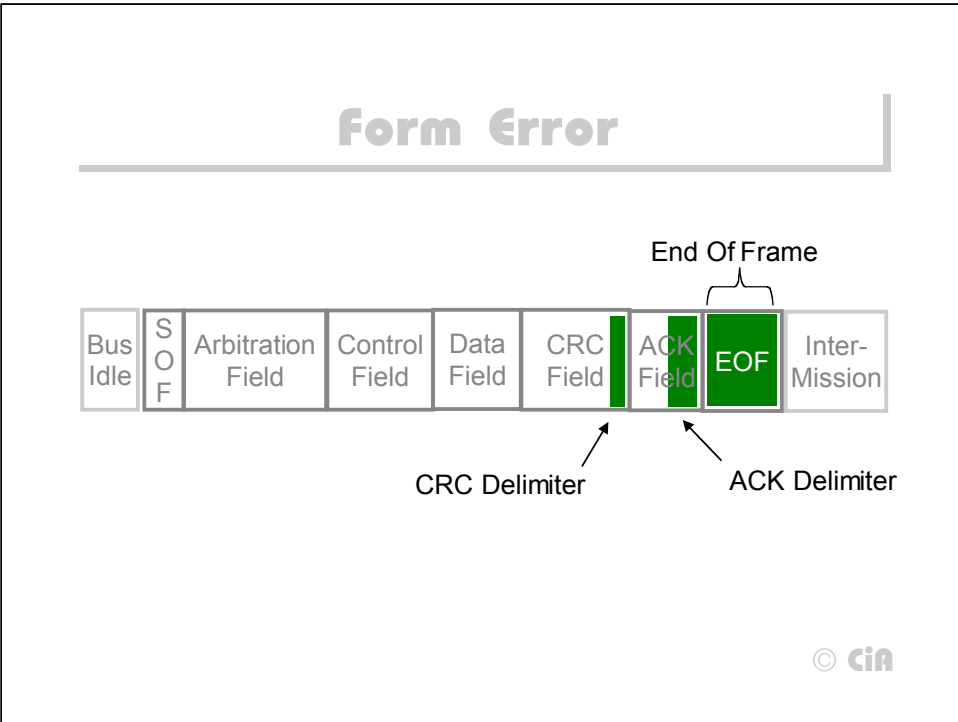 Form Error
End Of Frame
Bus
Idle
S
O
F
Arbitration
Field
Control
Field
Data
Field
CRC
Field
ACK
Field
EOF
Inter-
Mission
CRC Delimiter
ACK Delimiter
© CiA